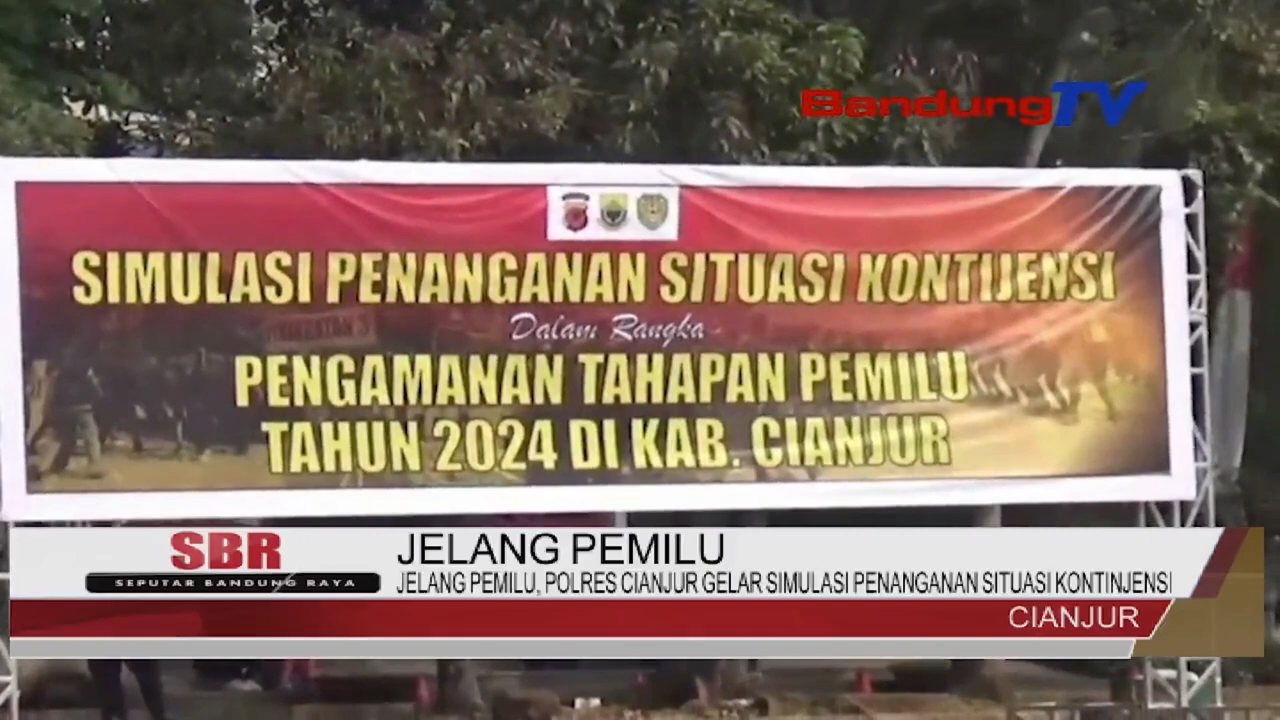 BandungTV
SIMULASI PENANGANAN SITUASI KONTIJENSI
Dalam Rangka
PENGAMANAN TAHAPAN PEMILU
TAHUN 2024 DI KAB. CIANJUR
SBR
SEPUTAR BANDUNG RAYA
JELANG PEMILU
JELANG PEMILU, POLRES CIANJUR GELAR SIMULASI PENANGANAN SITUASI KONTINJENSI
CIANJUR